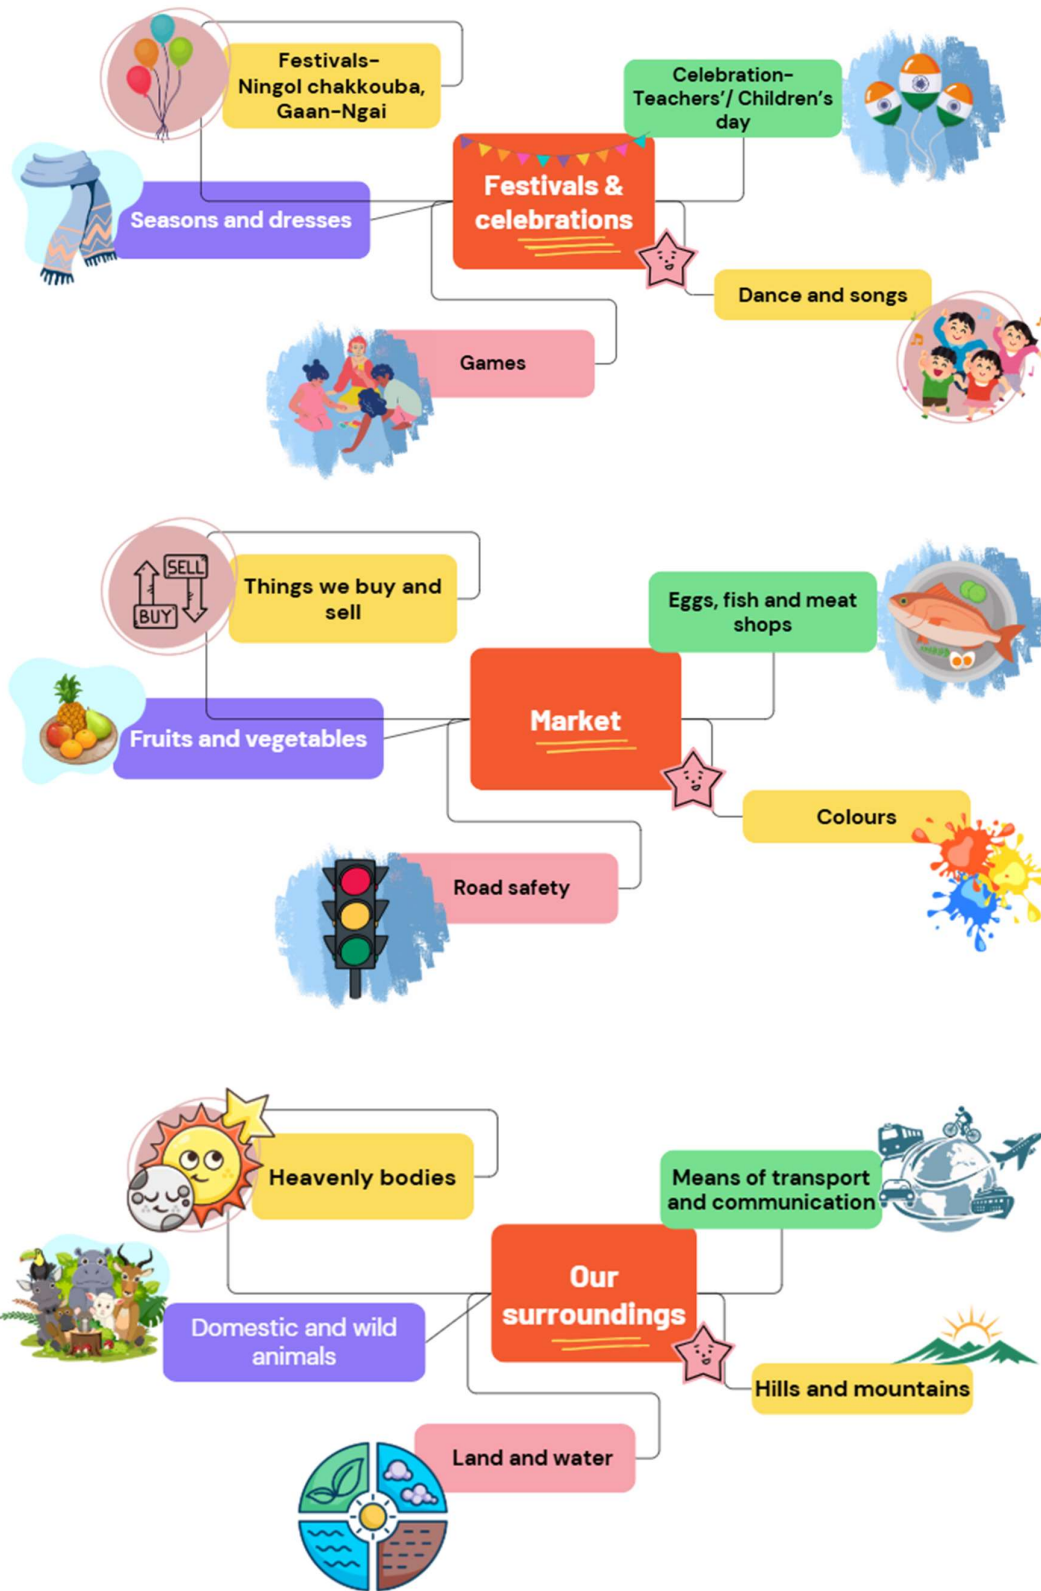 Festivals-
Ningol chakkouba,
Gaan-Ngai
Celebration-
Teachers'/ Children's
day
Festivals &
celebrations
Seasons and dresses
Dance and songs
Games
Things we buy and
sell
SELL
BUY
Eggs, fish and meat
shops
Market
Fruits and vegetables
Colours
Road safety
Heavenly bodies
Means of transport
and communication
Our
surroundings
Domestic and wild
animals
Hills and mountains
Land and water